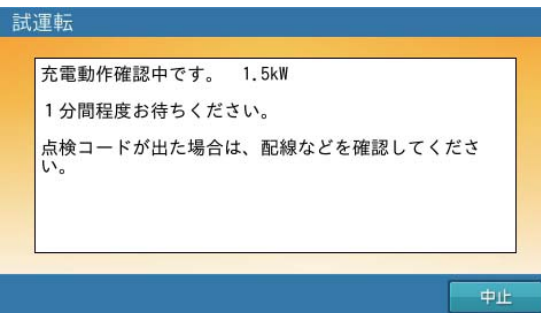 試運転
充電動作確認中です。　1.5kW
１分間程度お待ちください。
点検コードが出た場合は、配線などを確認してくださ
い。
中止